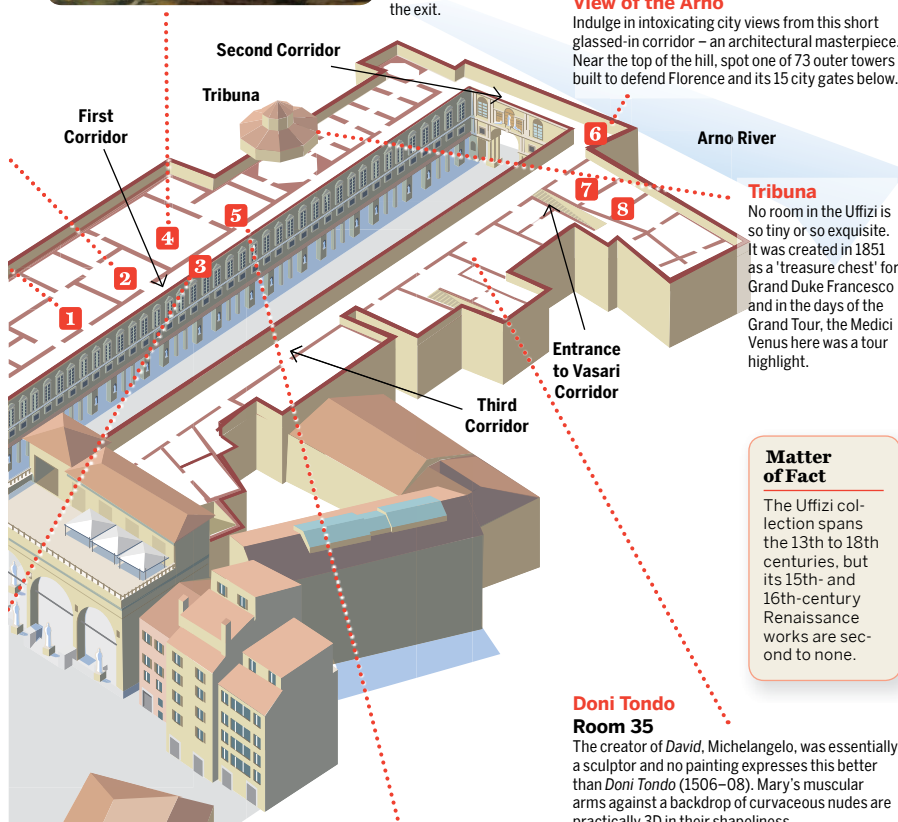 the exit.
View of the Arno
Indulge in intoxicating city views from this short
glassed-in corridor – an architectural masterpiece.
Near the top of the hill, spot one of 73 outer towers
built to defend Florence and its 15 city gates below.
Second Corridor
Tribuna
First
Corridor
6
Arno River
7
8
5
4
3
2
1
Tribuna
No room in the Uffizi is
so tiny or so exquisite.
It was created in 1851
as a 'treasure chest' for
Grand Duke Francesco
and in the days of the
Grand Tour, the Medici
Venus here was a tour
highlight.
Entrance
to Vasari
Corridor
Third
Corridor
Matter
of Fact
The Uffizi col-
lection spans
the 13th to 18th
centuries, but
its 15th- and
16th-century
Renaissance
works are sec-
ond to none.
Doni Tondo
Room 35
The creator of David, Michelangelo, was essentially
a sculptor and no painting expresses this better
than Doni Tondo (1506–08). Mary's muscular
arms against a backdrop of curvaceous nudes are
practically 3D in their shapeliness.